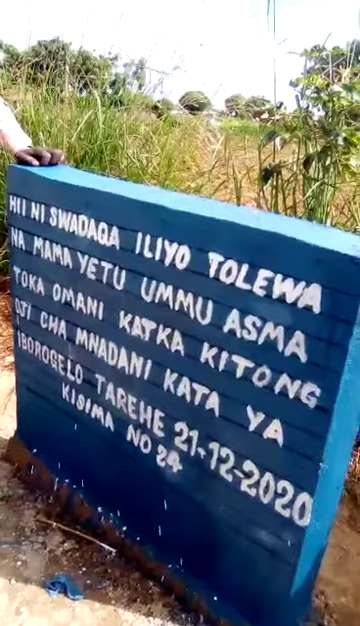 HII NI SWADAQA ILIYO TOLEWA
NA MAMA YETU UMMU ASMA
TOKA OMANI KATKA KITONG
OJI CHA MNADANI KATA YA
IBOROGELO TAREHE 21-12-2020
KISIMA NO 24